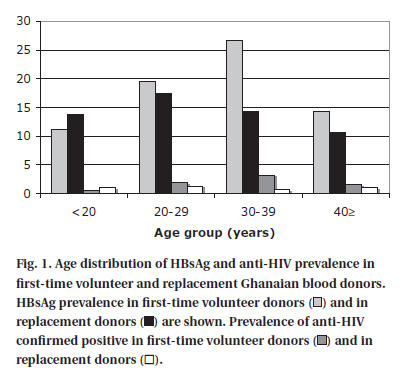 30
25
20
15
10
5
0
<20 20-29 30-39 40≥
Age group (years)
Fig. 1. Age distribution of HBsAg and anti-HIV prevalence in
first-time volunteer and replacement Ghanaian blood donors.
HBsAg prevalence in first-time volunteer donors (□) and in
replacement donors (■) are shown. Prevalence of anti-HIV
confirmed positive in first-time volunteer donors (■) and in
replacement donors (□).